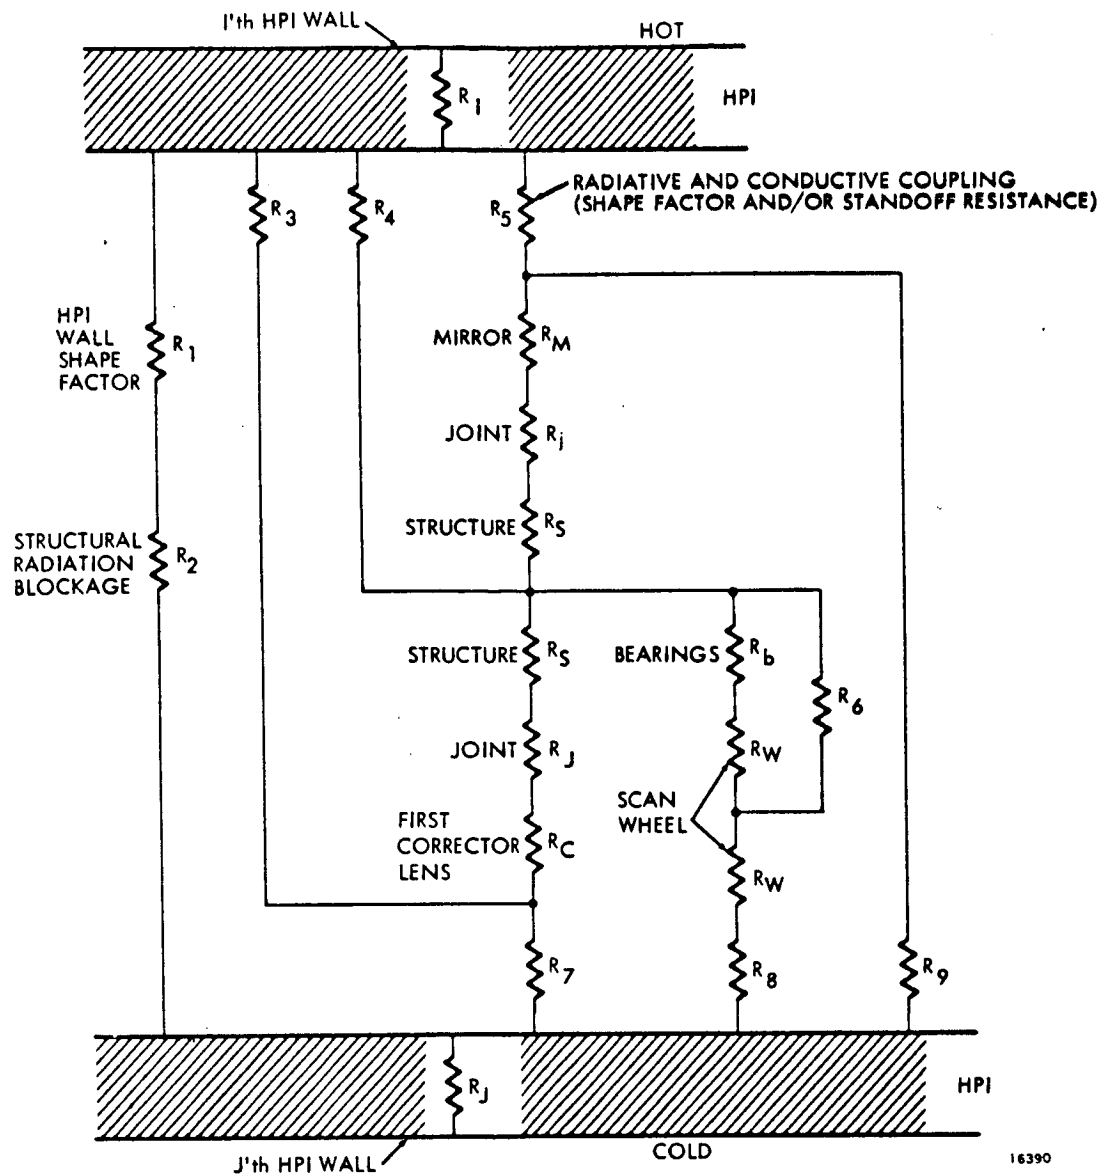 I'th HPI WALL
HOT
R i
HPI
RADIATIVE AND CONDUCTIVE COUPLING
(SHAPE FACTOR AND/OR STANDOFF RESISTANCE)
R 3
R 4
R 5
HPI
WALL
SHAPE
FACTOR
R 1
MIRROR R M
JOINT R j
STRUCTURE R S
STRUCTURAL
RADIATION
BLOCKAGE
R 2
STRUCTURE R S
BEARINGS R b
R 6
JOINT R J
R W
SCAN
WHEEL
FIRST
CORRECTOR
LENS
R C
R W
R 7
R 8
R 9
R J
HPI
J'th HPI WALL
COLD
16390